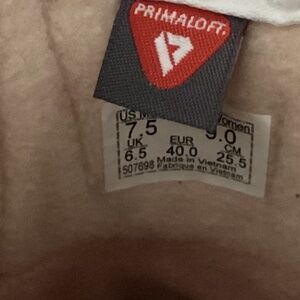 PRIMALOFT®
US M Women
7.5 9.0
UK EUR CM
6.5 40.0 25.5
507698 Made in Vietnam
Fabriqué en Vietnam